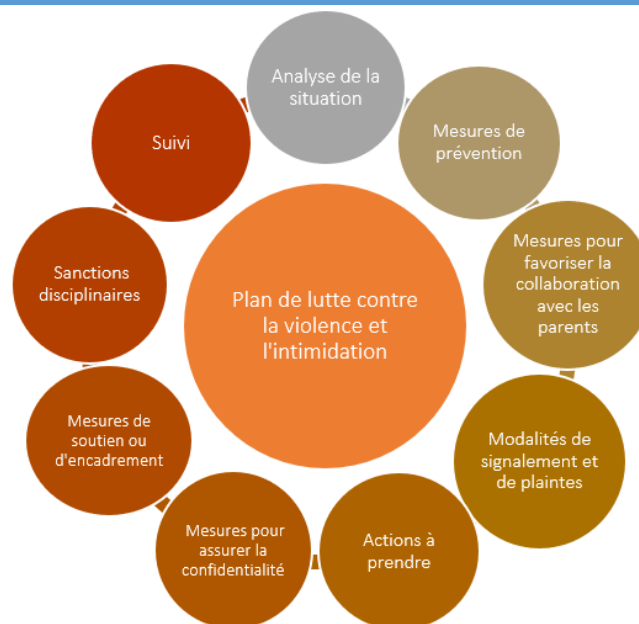 Analyse de la
situation
Mesures de
prévention
Mesures pour
favoriser la
collaboration
avec les
parents
Modalités de
signalement et
de plaintes
Actions à
prendre
Mesures pour
assurer la
confidentialité
Mesures de
soutien ou
d'encadrement
Sanctions
disciplinaires
Suivi
Plan de lutte contre
la violence et
l'intimidation